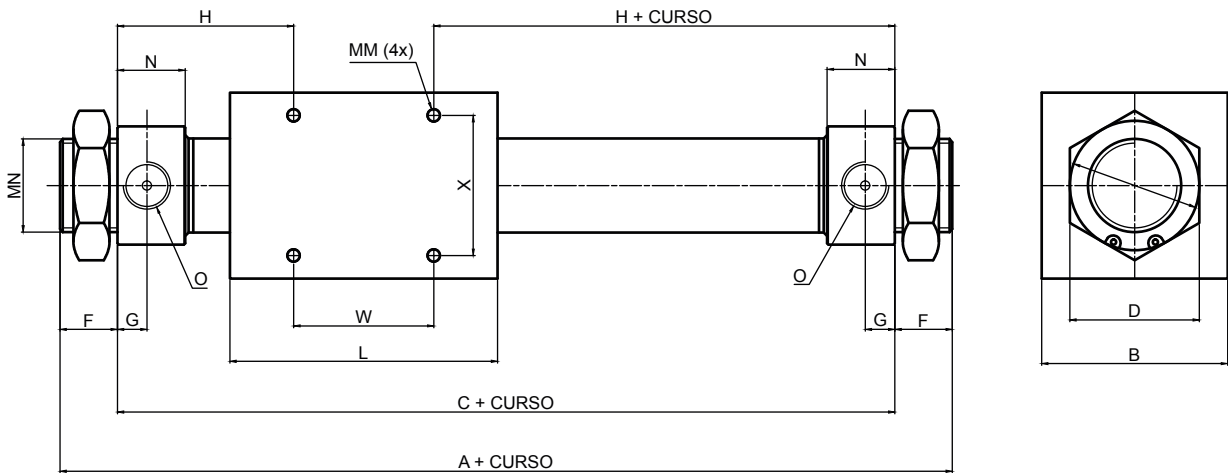 H
H + CURSO
MM (4x)
N
N
MN
X
O
O
F
G
W
G
F
D
L
B
C + CURSO
A + CURSO